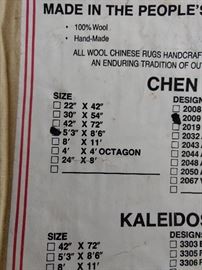 MADE IN THE PEOPLE'S
• 100% Wool
• Hand-Made
ALL WOOL CHINESE RUGS HANDCRAF
AN ENDURING TRADITION OF OU
CHEN
SIZE
22" X 42"
30" X 54"
42" X 72"
5'3" X 8'6"
8' X 11'
4' X 4' OCTAGON
24" X 8'
DESIGN
2008
2009
2019
2032
2043
2044
2048
2050
2067 V
KALEIDOS
SIZE
42" X 72"
5'3" X 8'6"
8' X 11'
DESIGN
3303 E
3305 F
3306 F